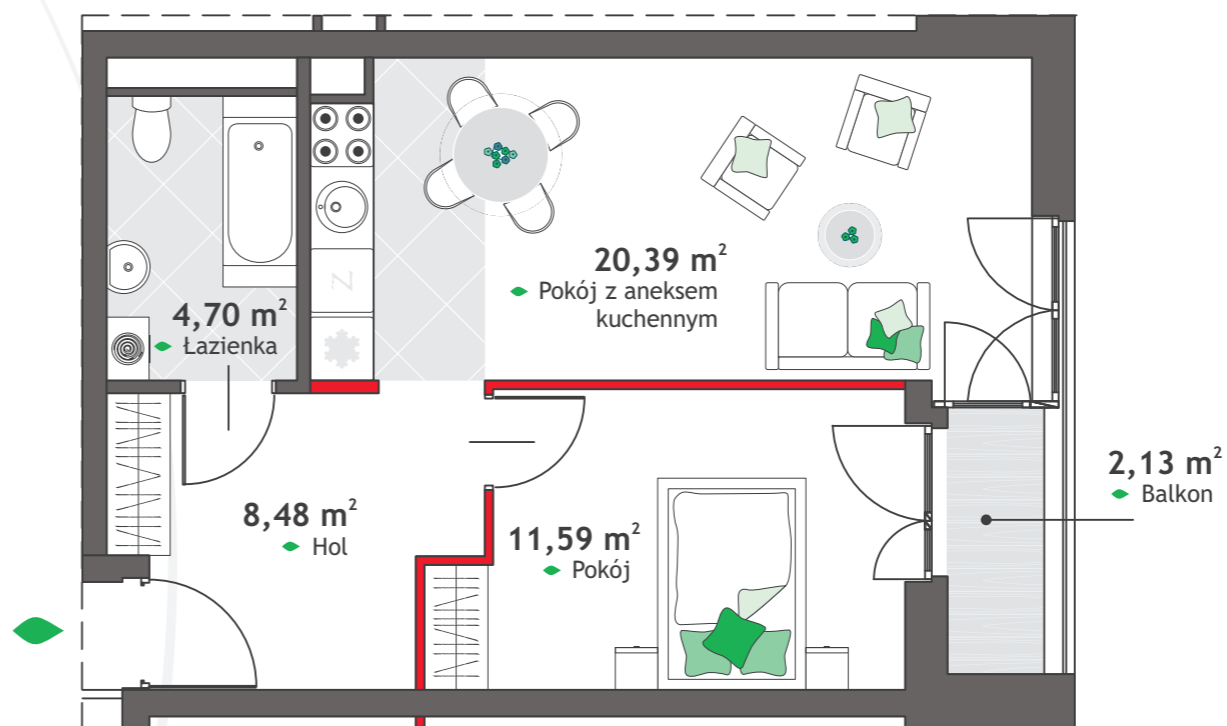 20,39 m²
Pokój z aneksem
kuchennym
4,70 m²
Łazienka
Z
2,13 m²
Balkon
8,48 m²
Hol
11,59 m²
Pokój